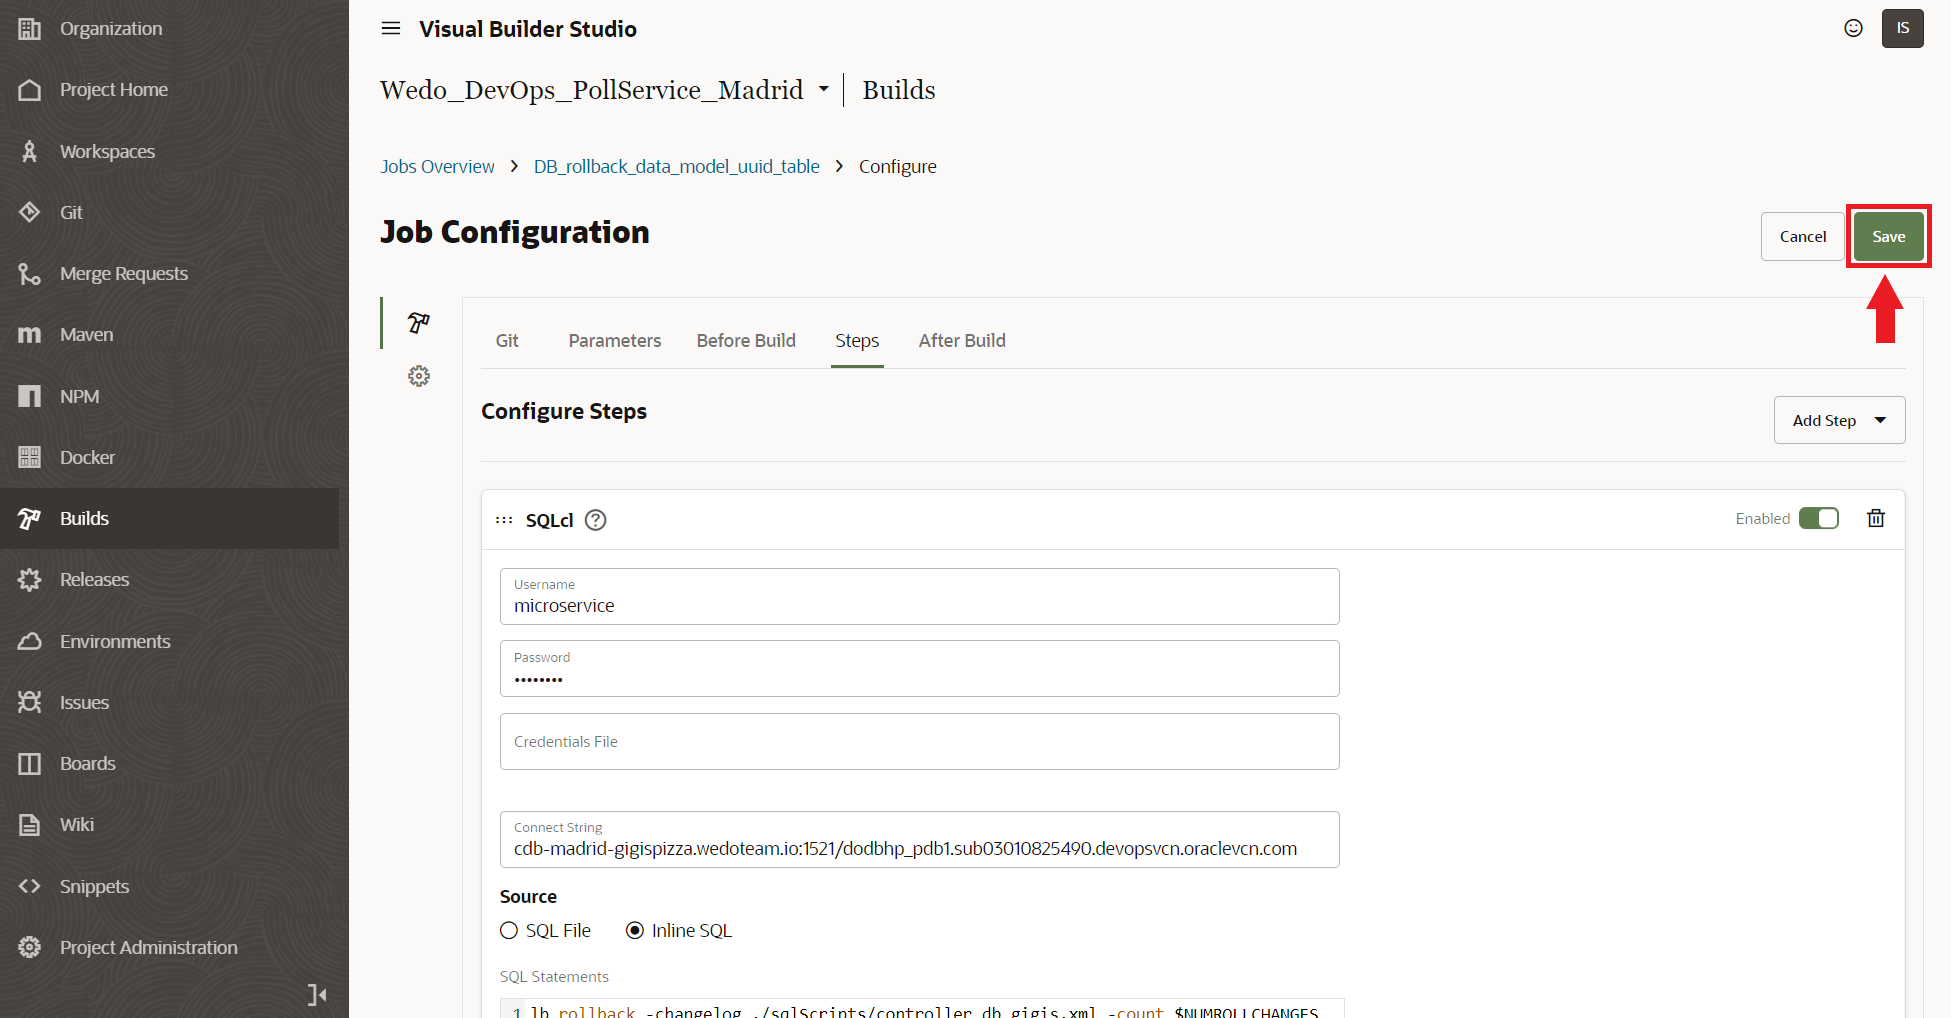 Organization
Project Home
Workspaces
Git
Merge Requests
Maven
NPM
Docker
Builds
Releases
Environments
Issues
Boards
Wiki
Snippets
Project Administration
Visual Builder Studio
IS
Wedo_DevOps_PollService_Madrid | Builds
Jobs Overview > DB_rollback_data_model_uuid_table > Configure
Job Configuration
Cancel
Save
Git Parameters Before Build Steps After Build
Configure Steps
Add Step
SQLcl ?
Enabled
Username
microservice
Password
••••••••
Credentials File
Connect String
cdb-madrid-gigispizza.wedoteam.io:1521/dodbhp_pdb1.sub03010825490.devopsvcn.oraclevcn.com
Source
SQL File Inline SQL
SQL Statements
1 lb rollback -changelog ./sqlScripts/controller_db_gigis.xml -count $NUMROLLCHANGES